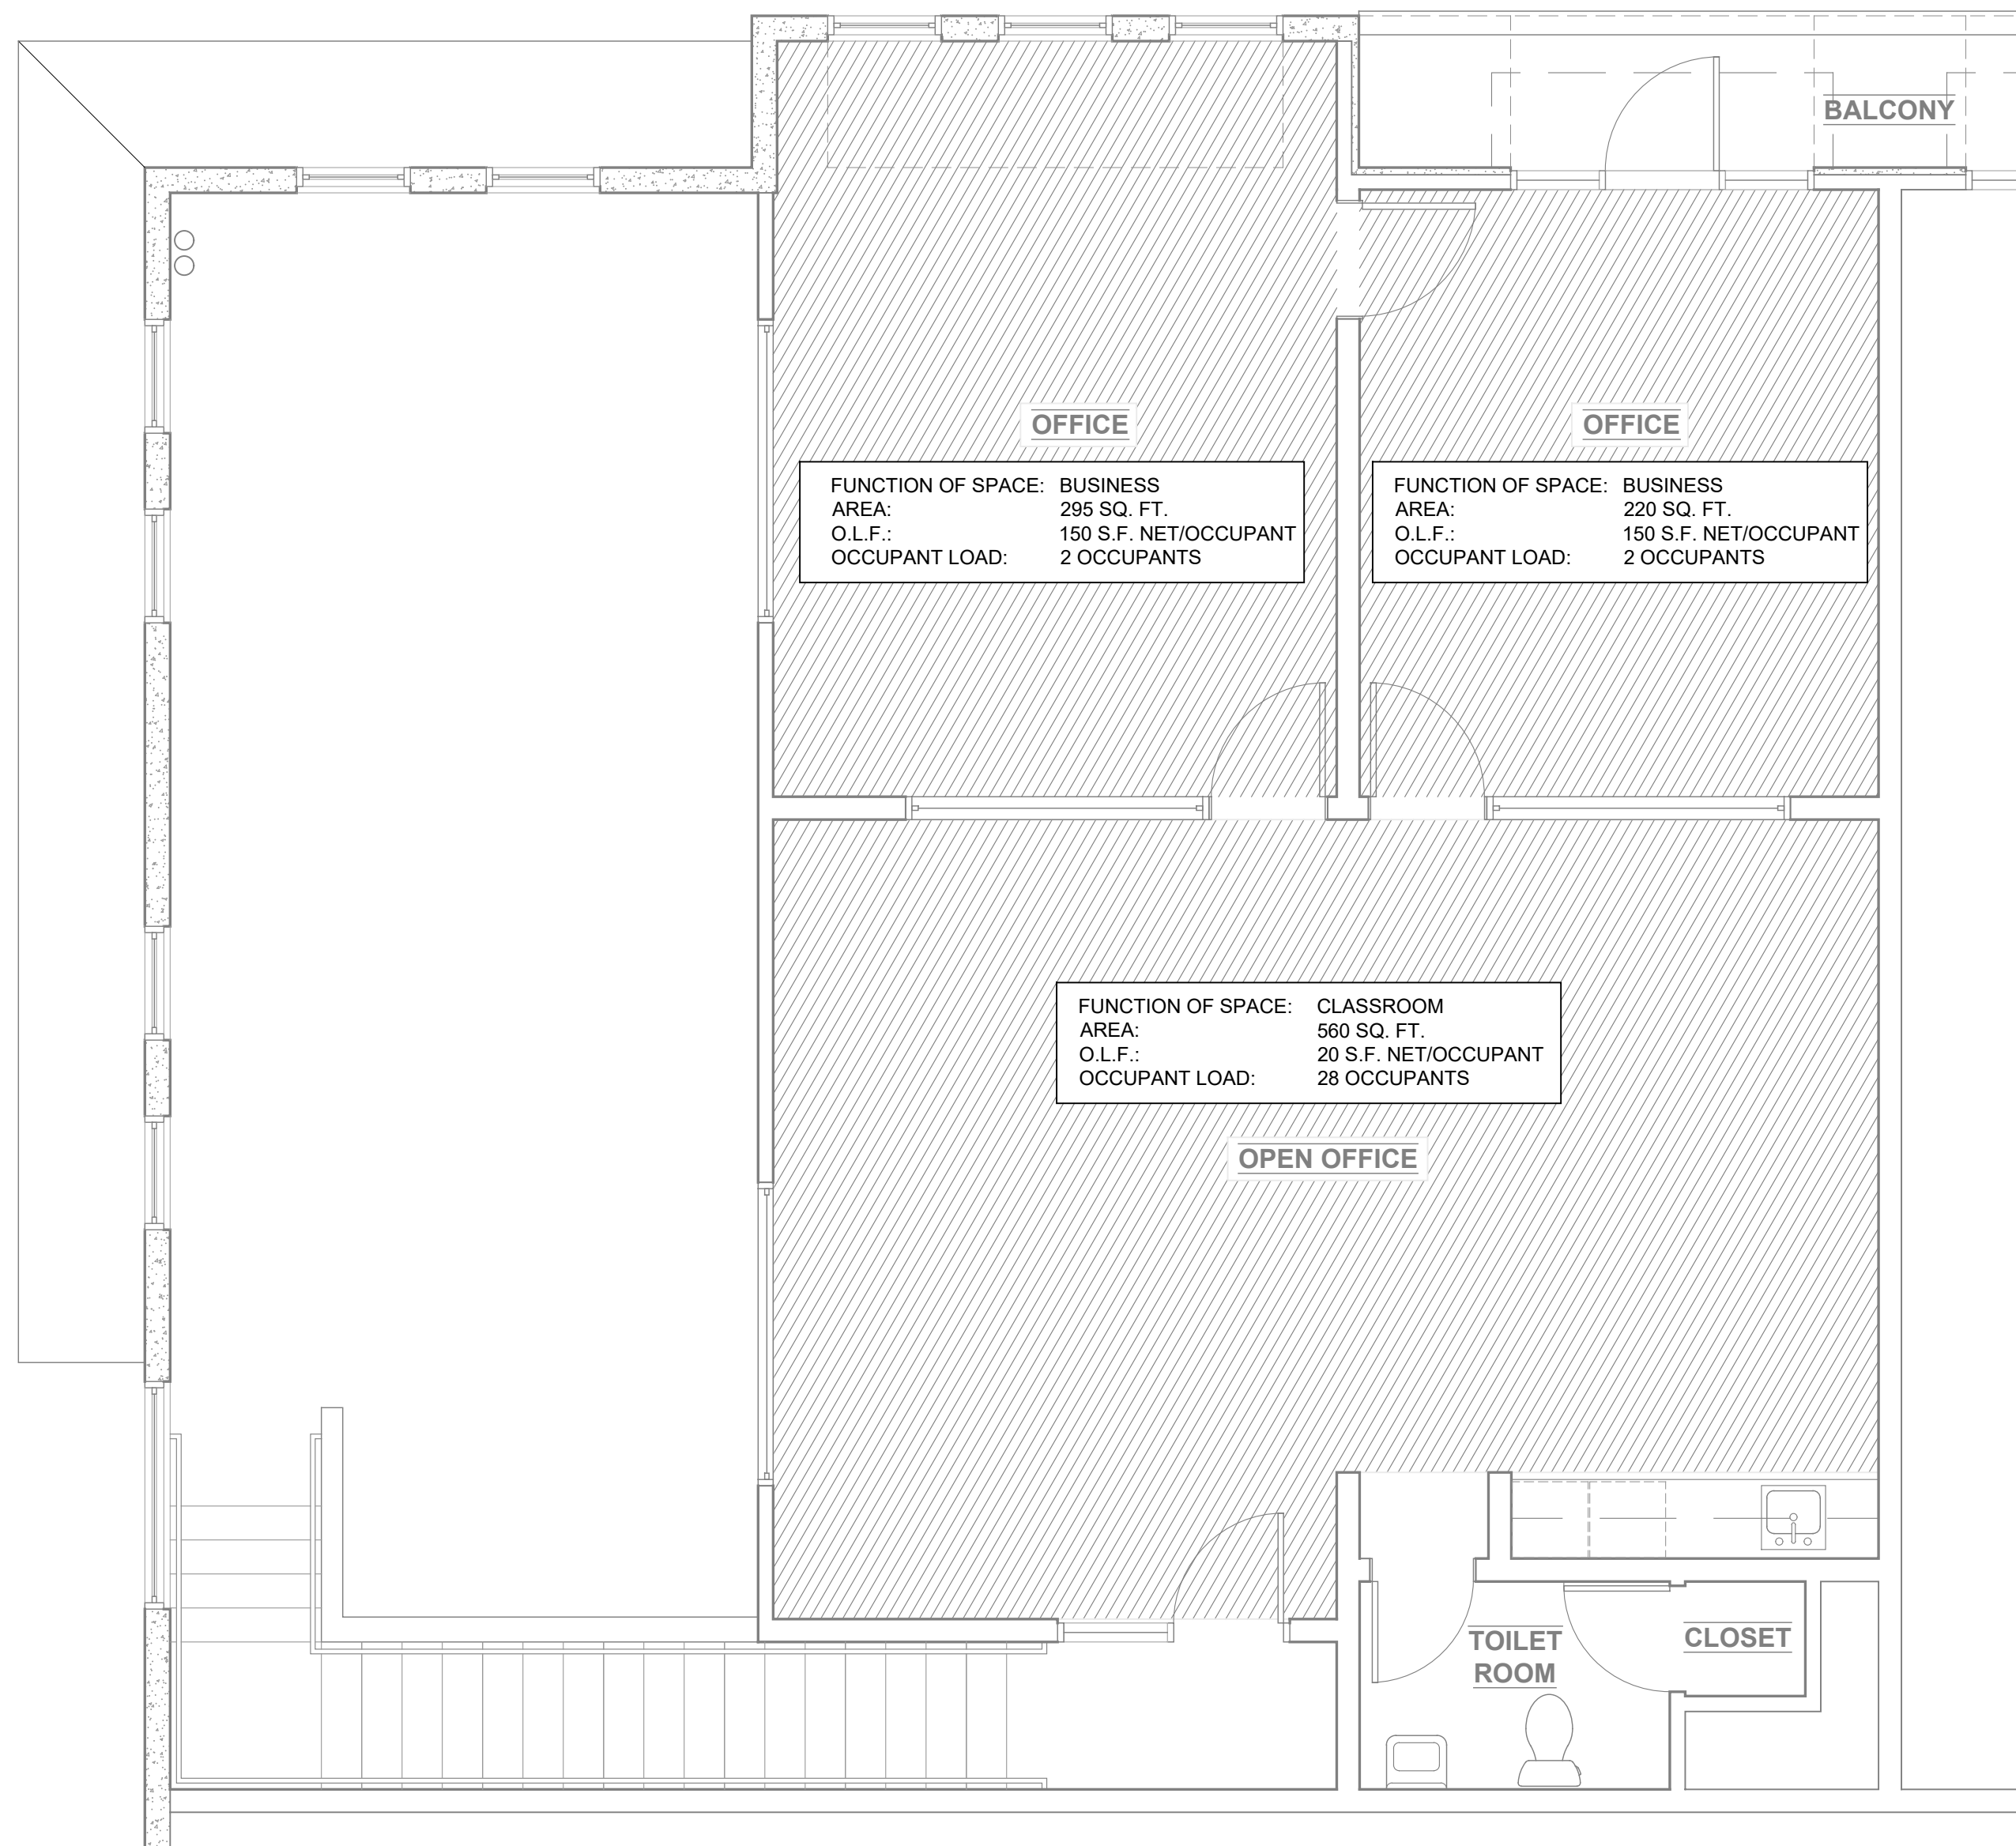 BALCONY
OFFICE
FUNCTION OF SPACE: BUSINESS
AREA: 295 SQ. FT.
O.L.F.: 150 S.F. NET/OCCUPANT
OCCUPANT LOAD: 2 OCCUPANTS
OFFICE
FUNCTION OF SPACE: BUSINESS
AREA: 220 SQ. FT.
O.L.F.: 150 S.F. NET/OCCUPANT
OCCUPANT LOAD: 2 OCCUPANTS
FUNCTION OF SPACE: CLASSROOM
AREA: 560 SQ. FT.
O.L.F.: 20 S.F. NET/OCCUPANT
OCCUPANT LOAD: 28 OCCUPANTS
OPEN OFFICE
TOILET
ROOM
CLOSET